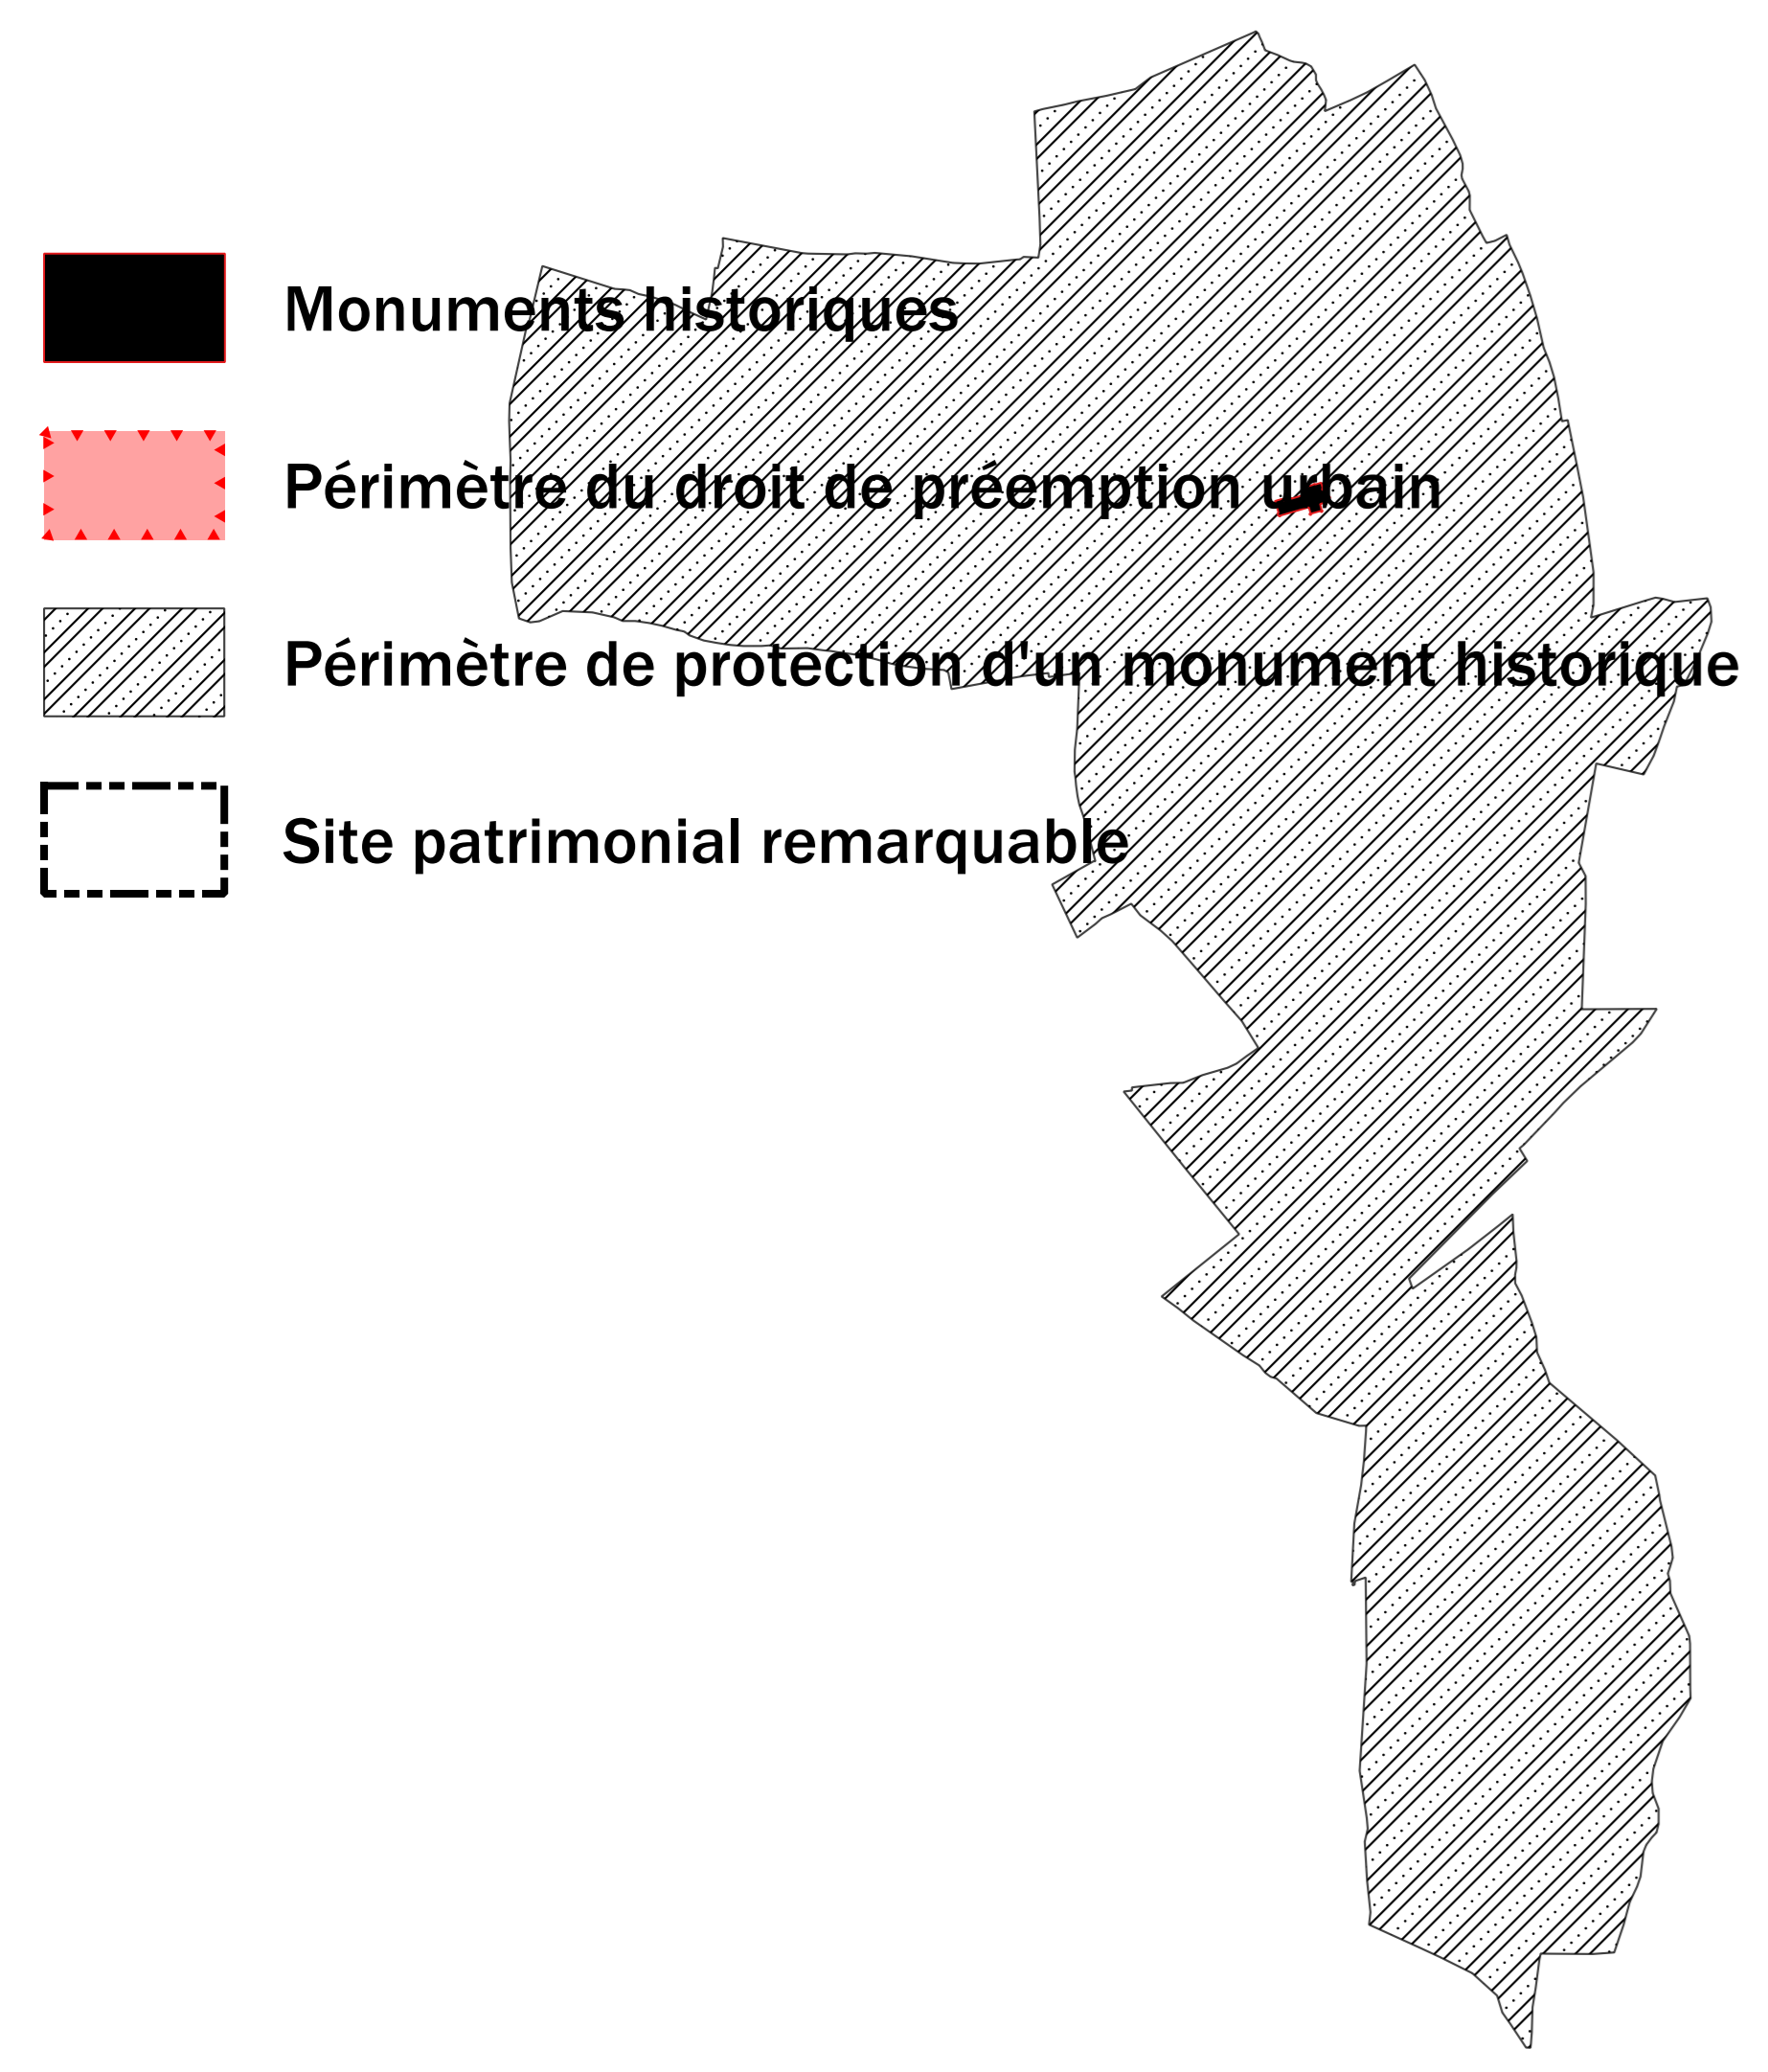 Monuments historiques
Périmètre du droit de préemption urbain
Périmètre de protection d'un monument historique
Site patrimonial remarquable